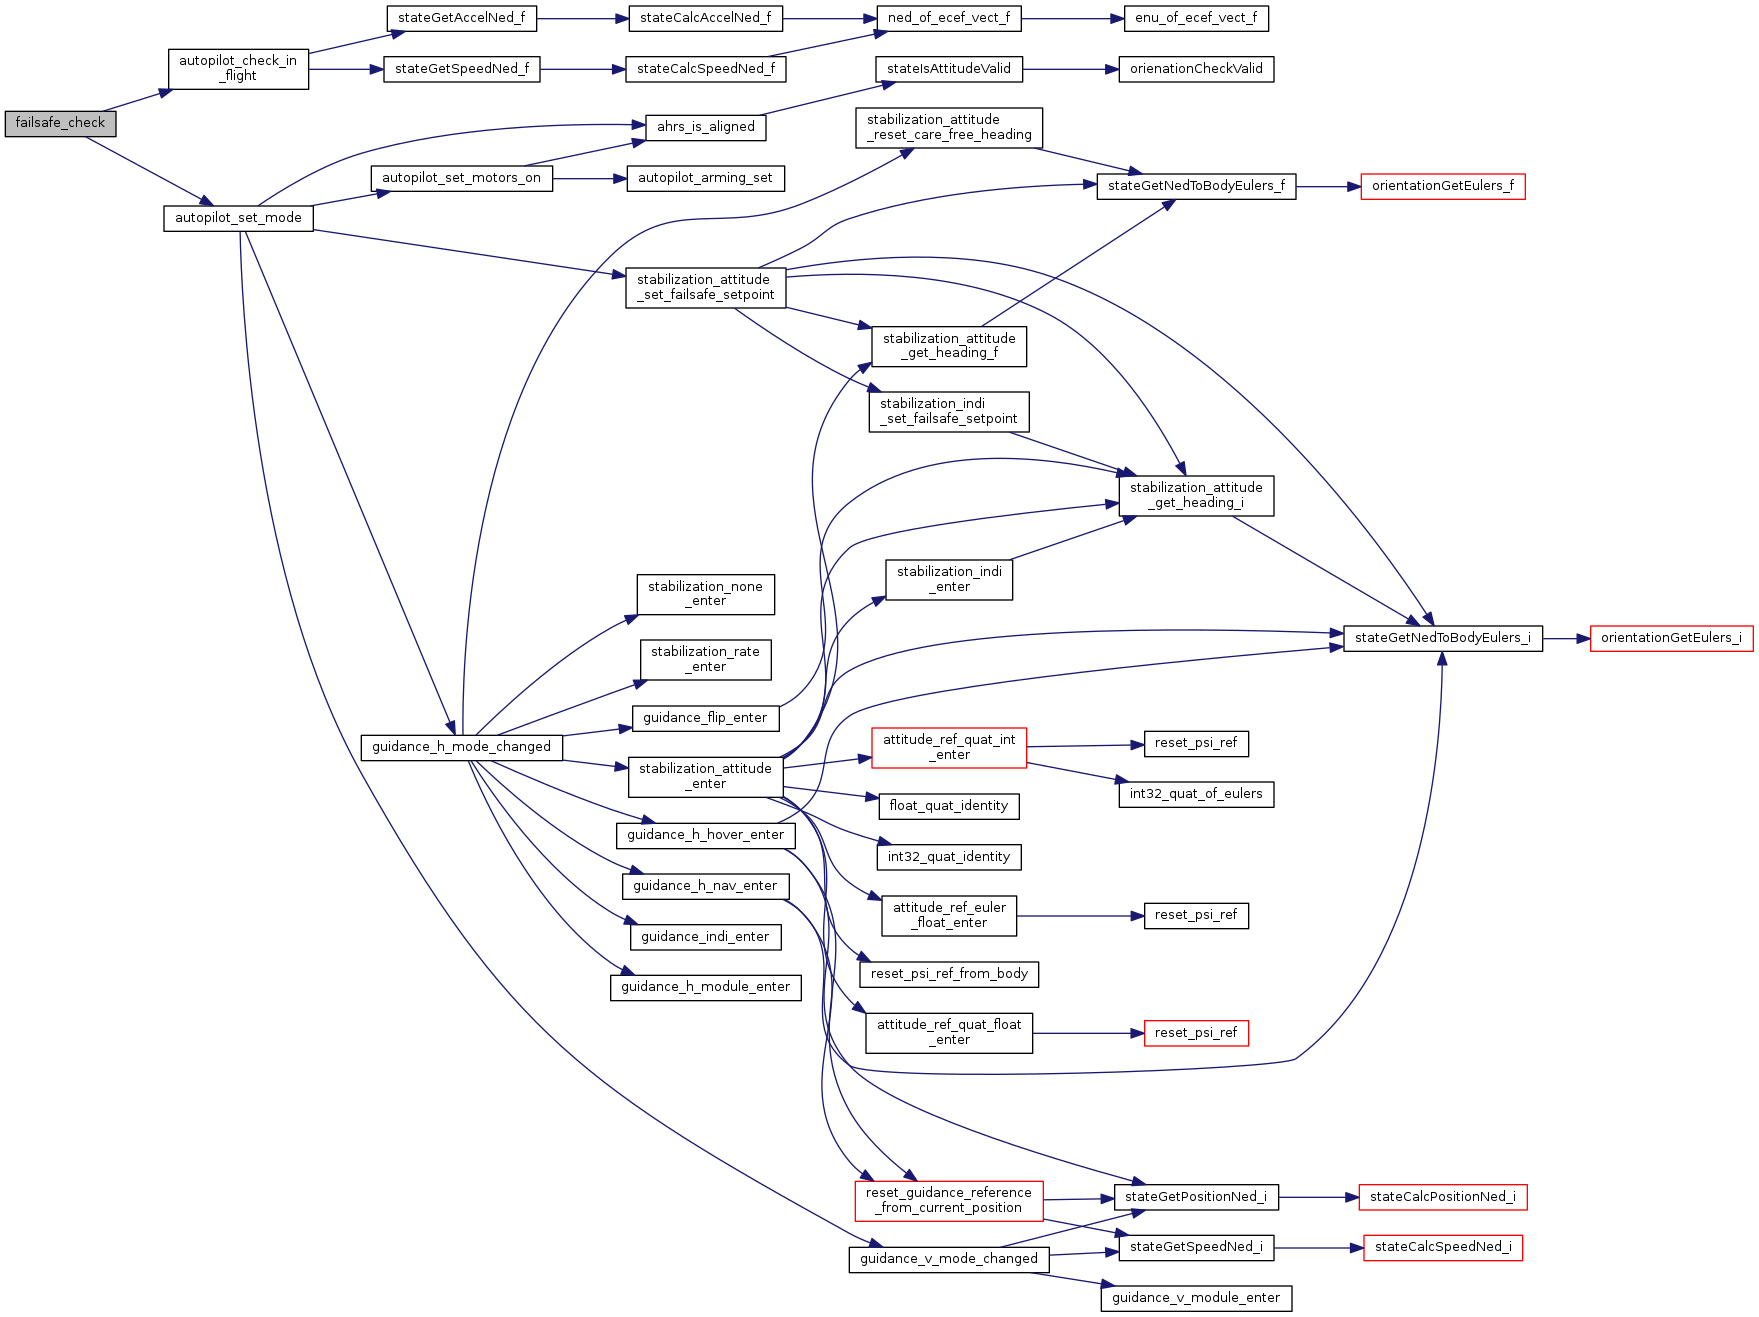 failsafe_check
autopilot_check_in
_flight
stateGetAccelNed_f
stateCalcAccelNed_f
ned_of_ecef_vect_f
enu_of_ecef_vect_f
stateGetSpeedNed_f
stateCalcSpeedNed_f
stateIsAttitudeValid
orienationCheckValid
ahrs_is_aligned
stabilization_attitude
_reset_care_free_heading
autopilot_set_motors_on
autopilot_arming_set
stateGetNedToBodyEulers_f
orientationGetEulers_f
autopilot_set_mode
stabilization_attitude
_set_failsafe_setpoint
stabilization_attitude
_get_heading_f
stabilization_indi
_set_failsafe_setpoint
stabilization_attitude
_get_heading_i
stabilization_indi
_enter
stabilization_none
_enter
stateGetNedToBodyEulers_i
orientationGetEulers_i
stabilization_rate
_enter
guidance_flip_enter
guidance_h_mode_changed
stabilization_attitude
_enter
attitude_ref_quat_int
_enter
reset_psi_ref
int32_quat_of_eulers
float_quat_identity
guidance_h_hover_enter
int32_quat_identity
guidance_h_nav_enter
attitude_ref_euler
_float_enter
reset_psi_ref
guidance_indi_enter
reset_psi_ref_from_body
guidance_h_module_enter
attitude_ref_quat_float
_enter
reset_psi_ref
reset_guidance_reference
_from_current_position
stateGetPositionNed_i
stateCalcPositionNed_i
guidance_v_mode_changed
stateGetSpeedNed_i
stateCalcSpeedNed_i
guidance_v_module_enter